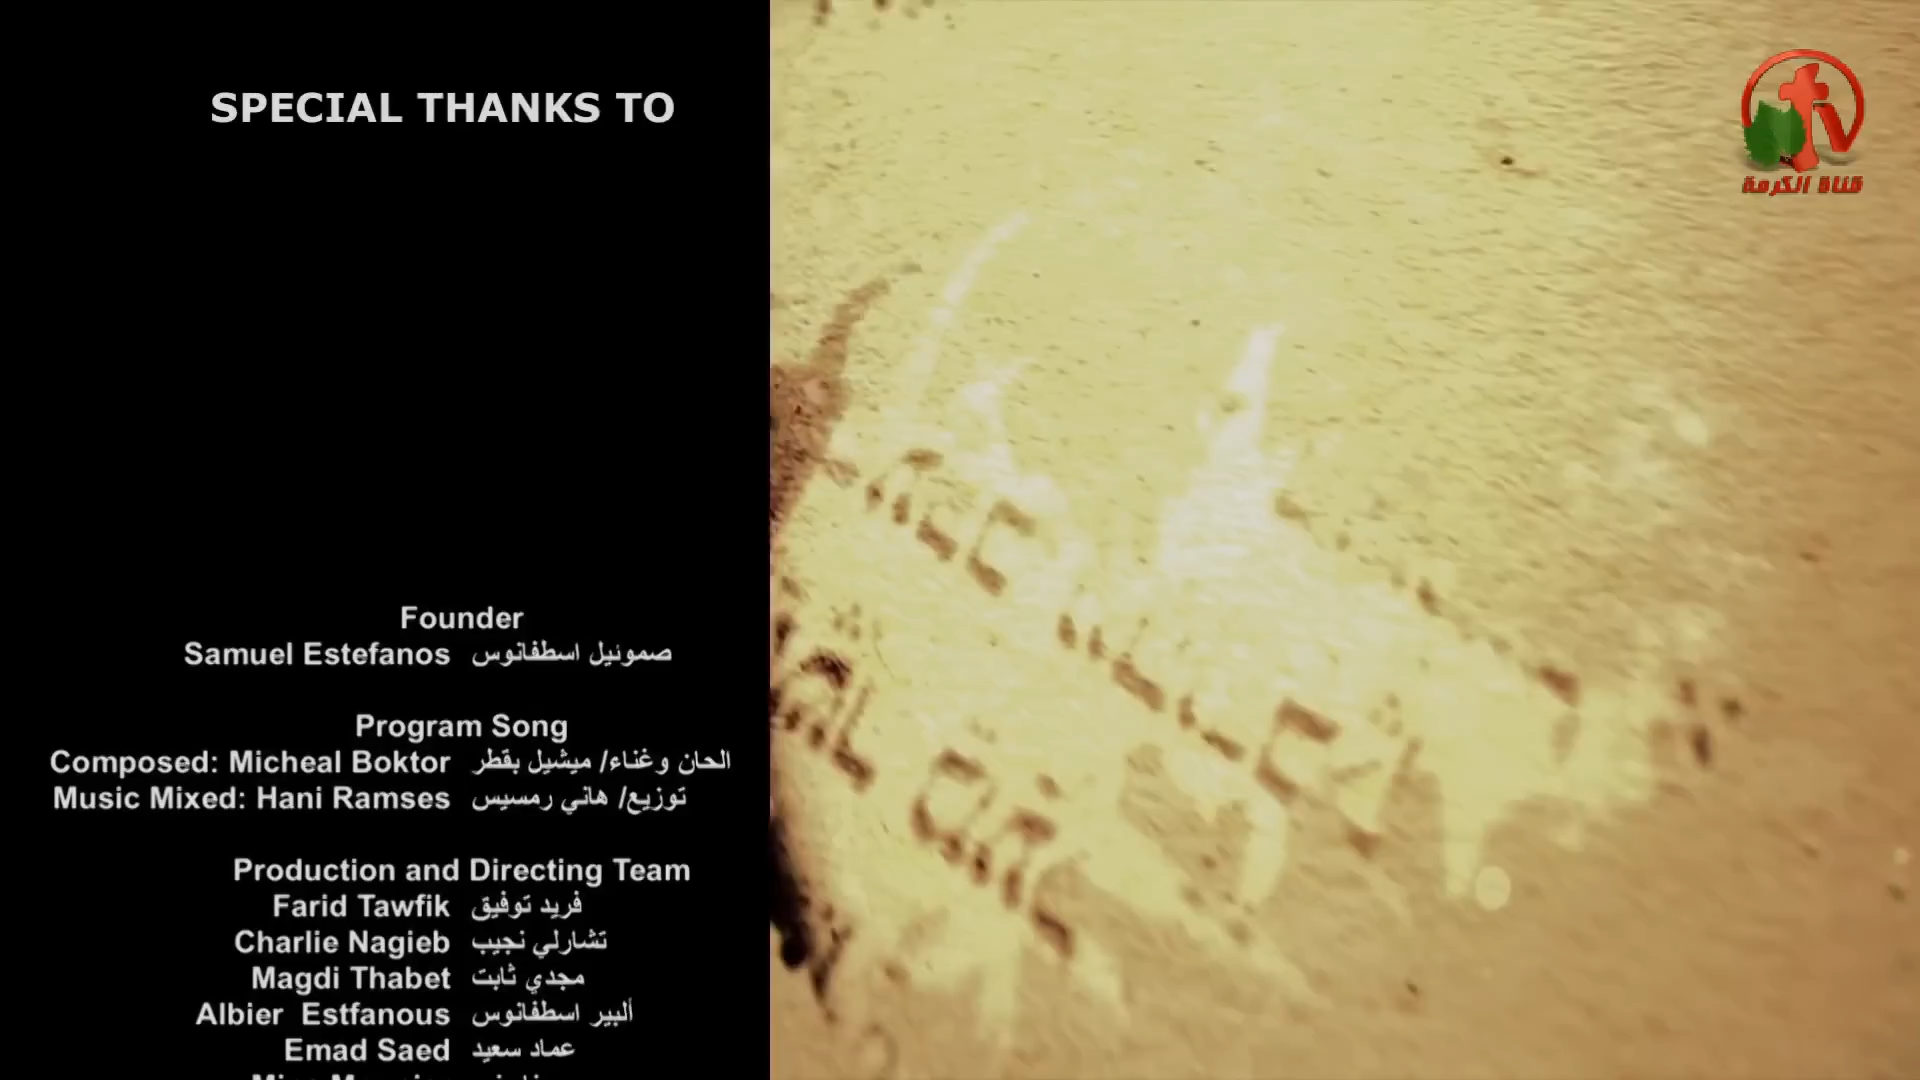 SPECIAL THANKS TO
قناة الكرمة
Founder
Samuel Estefanos صموئيل اسطفانوس
Program Song
Composed: Micheal Boktor الحان وغناء/ ميشيل بقطر
Music Mixed: Hani Ramses توزيع/ هاني رمسيس
Production and Directing Team
Farid Tawfik فريد توفيق
Charlie Nagieb تشارلي نجيب
Magdi Thabet مجدي ثابت
Albier Estfanous ألبير اسطفانوس
Emad Saed عماد سعيد